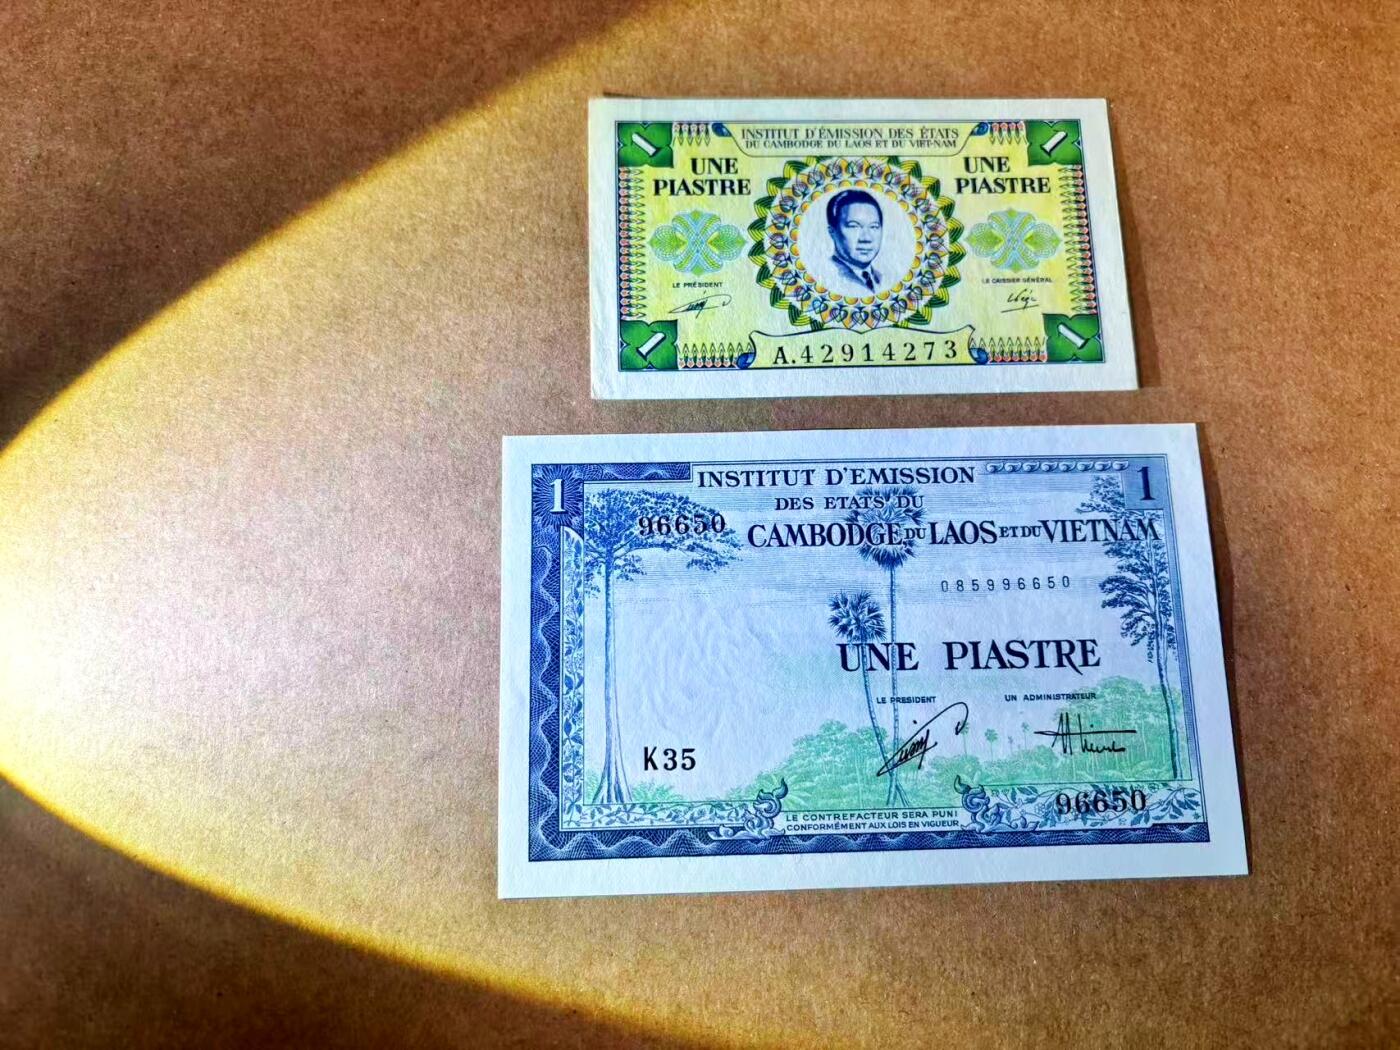 1
INSTITUT D'ÉMISSION DES ÉTATS
DU CAMBODGE DU LAOS ET DU VIET-NAM
1
UNE
PIASTRE
UNE
PIASTRE
LE PRÉSIDENT
LE CAISSIER GÉNÉRAL
1
A.42914273
1
1
INSTITUT D'EMISSION
1
DES ETATS DU
96650
CAMBODGE DU LAOS ET DU VIETNAM
085996650
UNE PIASTRE
LE PRESIDENT
UN ADMINISTRATEUR
K35
96650
LE CONTREFACTEUR SERA PUNI
CONFORMÉMENT AUX LOIS EN VIGUEUR